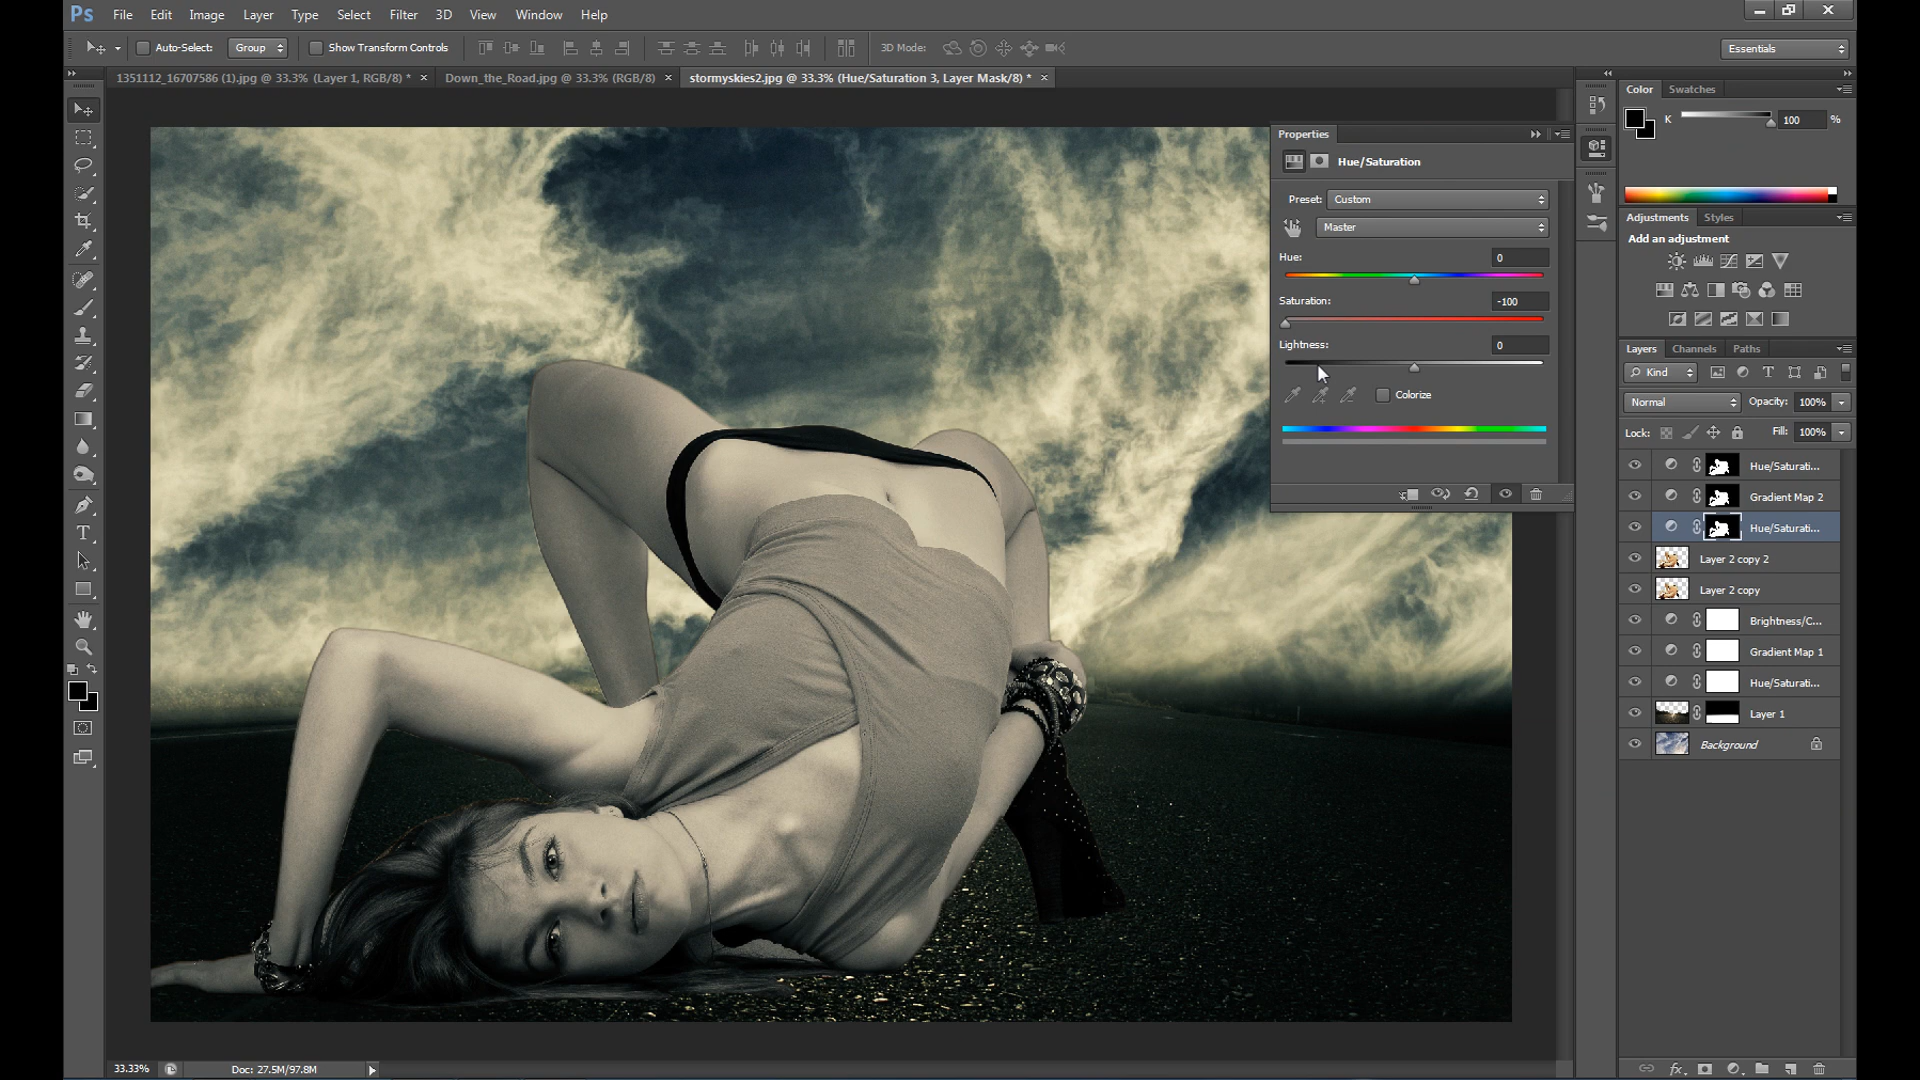 Ps File Edit Image Layer Type Select Filter 3D View Window Help
Auto-Select: Group Show Transform Controls 3D Mode: Essentials
1351112_16707586 (1).jpg @ 33.3% (Layer 1, RGB/8) * × Down_the_Road.jpg @ 33.3% (RGB/8) × stormyskies2.jpg @ 33.3% (Hue/Saturation 3, Layer Mask/8) * ×
Color Swatches
K 100 %
Properties
Hue/Saturation
Preset: Custom
Master
Hue: 0
Saturation: -100
Lightness: 0
Colorize
Adjustments Styles
Add an adjustment
Layers Channels Paths
Kind
Normal Opacity: 100%
Lock: Fill: 100%
Hue/Saturati...
Gradient Map 2
Hue/Saturati...
Layer 2 copy 2
Layer 2 copy
Brightness/C...
Gradient Map 1
Hue/Saturati...
Layer 1
Background
33.33% Doc: 27.5M/97.8M